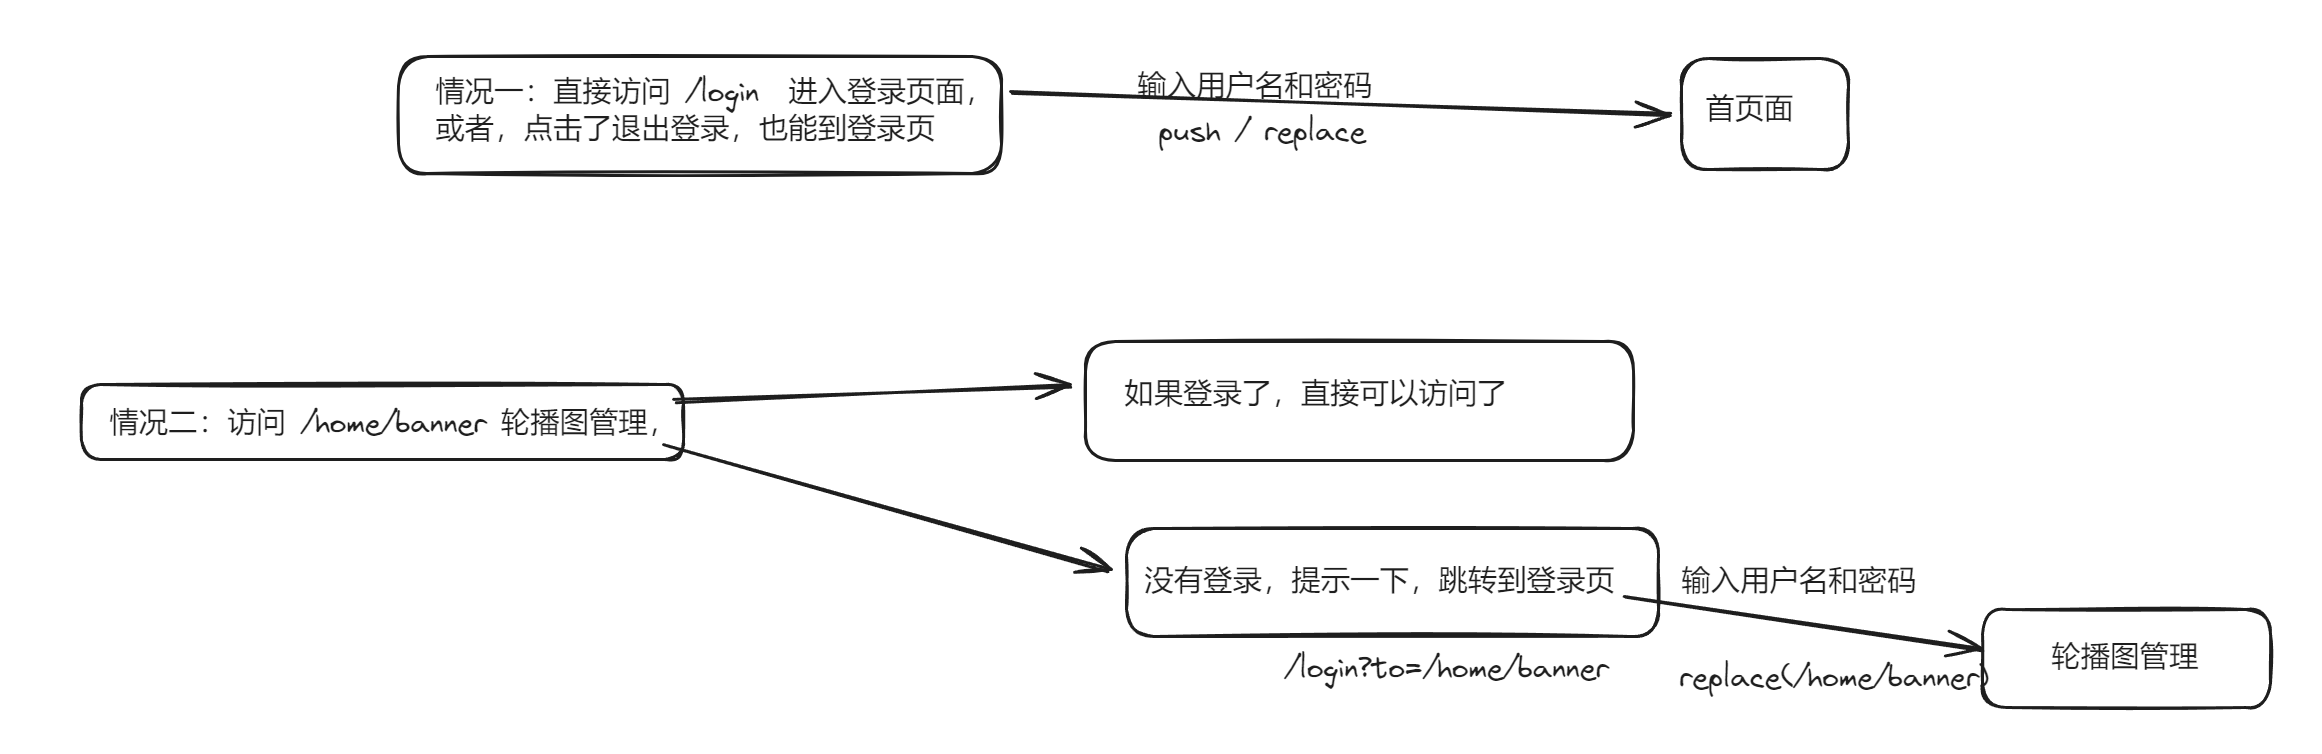 情况一：直接访问 /login 进入登录页面，
或者，点击了退出登录，也能到登录页
输入用户名和密码
push / replace
首页面
情况二：访问 /home/banner 轮播图管理，
如果登录了，直接可以访问了
没有登录，提示一下，跳转到登录页
/login?to=/home/banner
输入用户名和密码
replace(/home/banner)
轮播图管理